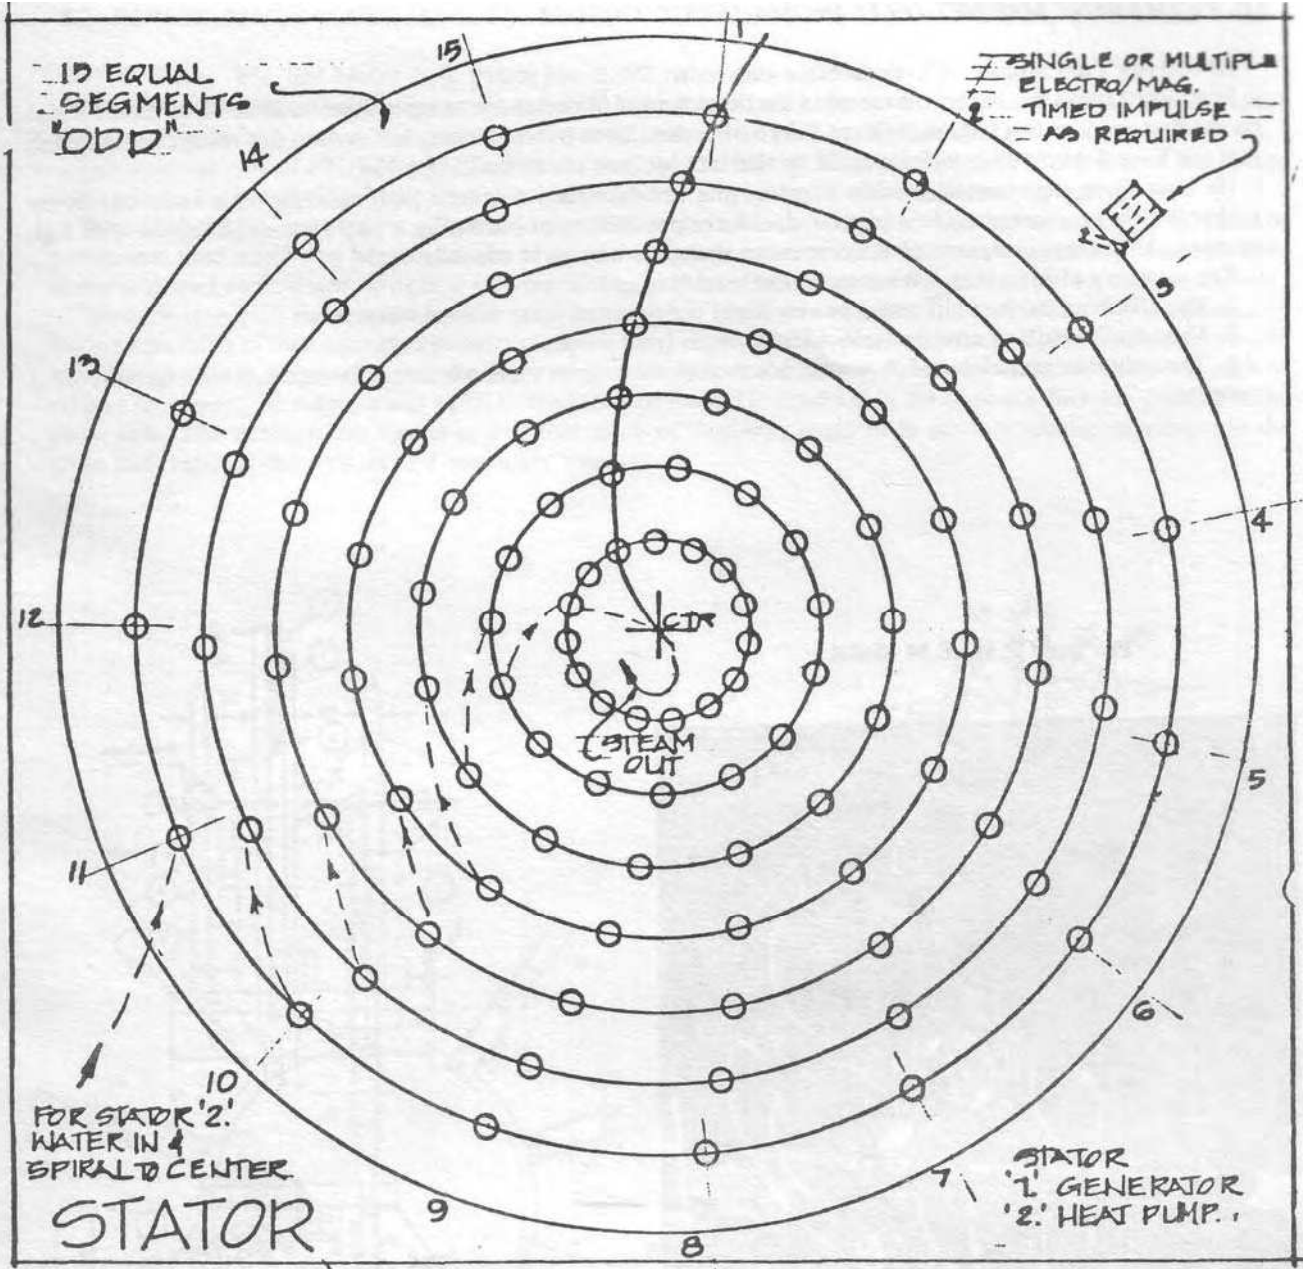 15 EQUAL
SEGMENTS
"ODD"
SINGLE OR MULTIPLE
ELECTRO/MAG.
TIMED IMPULSE
AS REQUIRED
1
2
3
4
5
6
7
8
9
10
11
12
13
14
15
CTR
STEAM
OUT
FOR STATOR '2.'
WATER IN &
SPIRAL TO CENTER.
STATOR
STATOR
'1.' GENERATOR
'2.' HEAT PUMP.